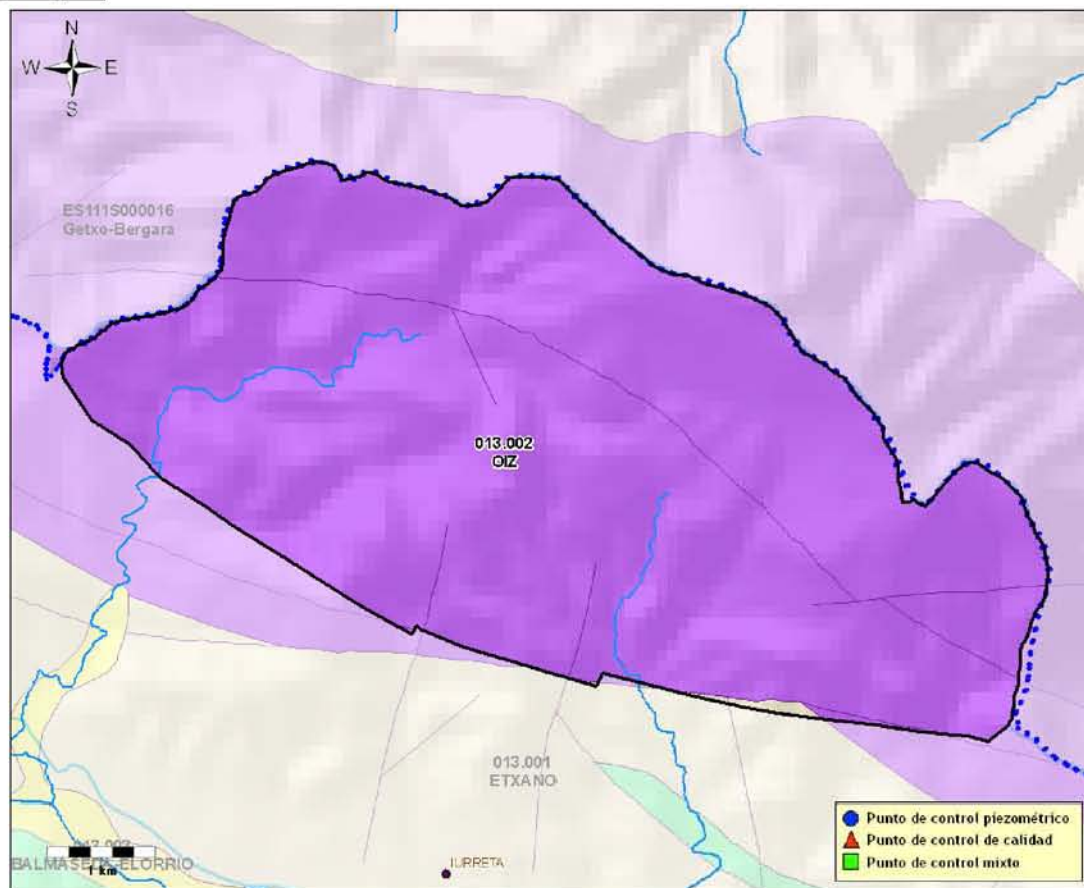 N
W E
S
ES111S000016
Getxo-Bergara
013.002
OIZ
013.001
ETXANO
BALMASEDA-ELORRIO
1 km
IURRETA
Punto de control piezométrico
Punto de control de calidad
Punto de control mixto